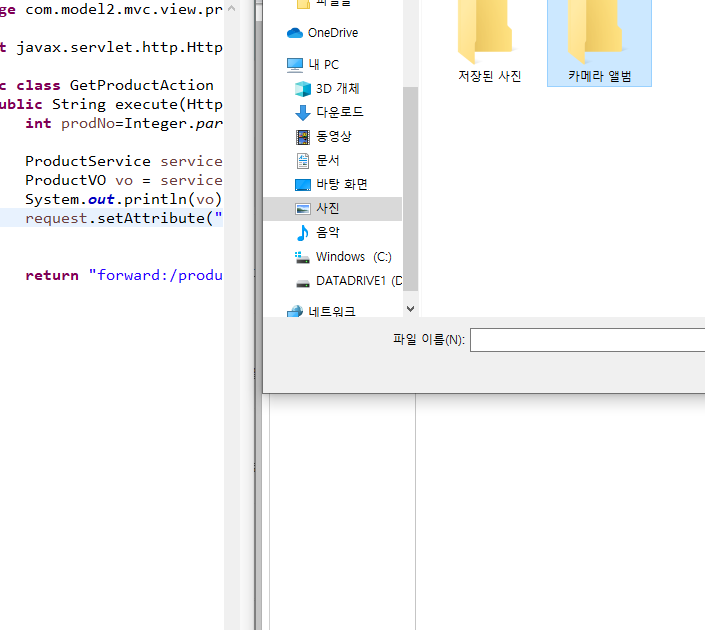 ge com.model2.mvc.view.pr
t javax.servlet.http.Http
c class GetProductAction
ublic String execute(Http
int prodNo=Integer.par
ProductService service
ProductVO vo = service
System.out.println(vo)
request.setAttribute("
return "forward:/produ
파일들
OneDrive
내 PC
3D 개체
다운로드
동영상
문서
바탕 화면
사진
음악
Windows (C:)
DATADRIVE1 (D
네트워크
저장된 사진
카메라 앨범
파일 이름(N):